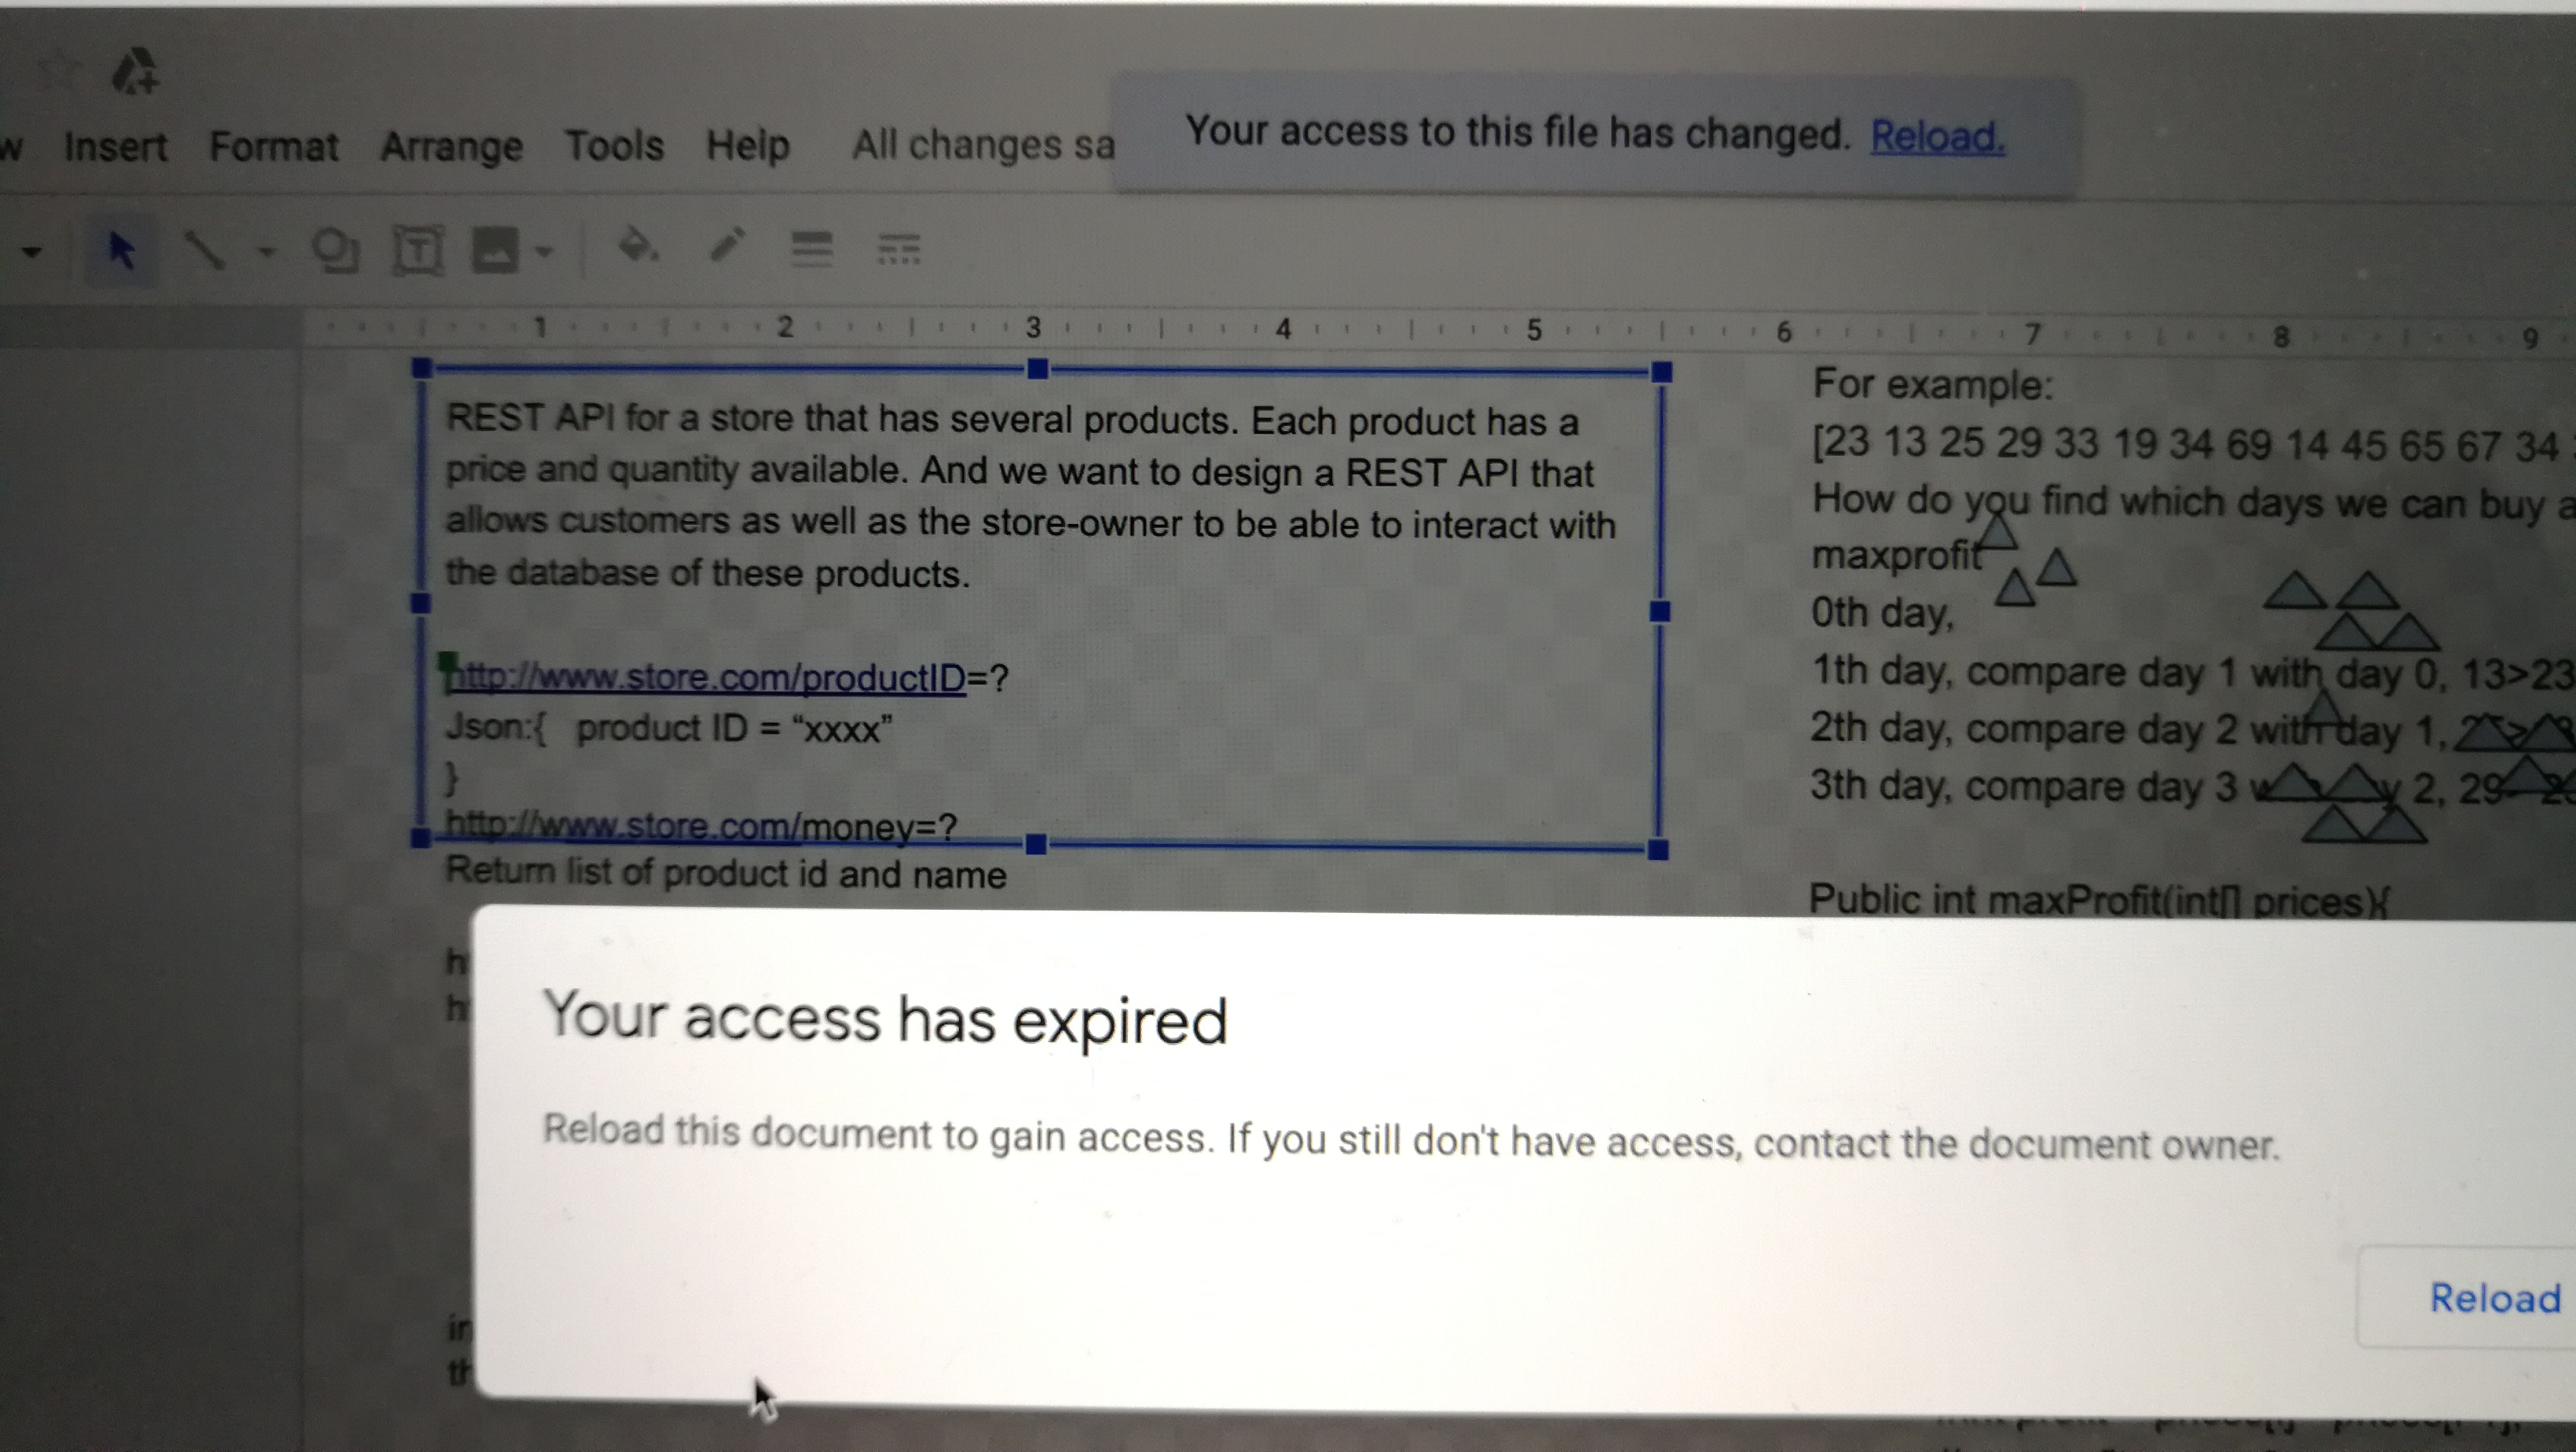 Insert Format Arrange Tools Help All changes sa
Your access to this file has changed. Reload.
1 2 3 4 5 6 7 8 9
REST API for a store that has several products. Each product has a
price and quantity available. And we want to design a REST API that
allows customers as well as the store-owner to be able to interact with
the database of these products.
http://www.store.com/productID=?
Json:{ product ID = “xxxx”
}
http://www.store.com/money=?
Return list of product id and name
For example:
[23 13 25 29 33 19 34 69 14 45 65 67 34
How do you find which days we can buy a
maxprofit
0th day,
1th day, compare day 1 with day 0, 13>23
2th day, compare day 2 with day 1,
3th day, compare day 3 2, 29
Public int maxProfit(int[] prices){
Your access has expired
Reload this document to gain access. If you still don't have access, contact the document owner.
Reload